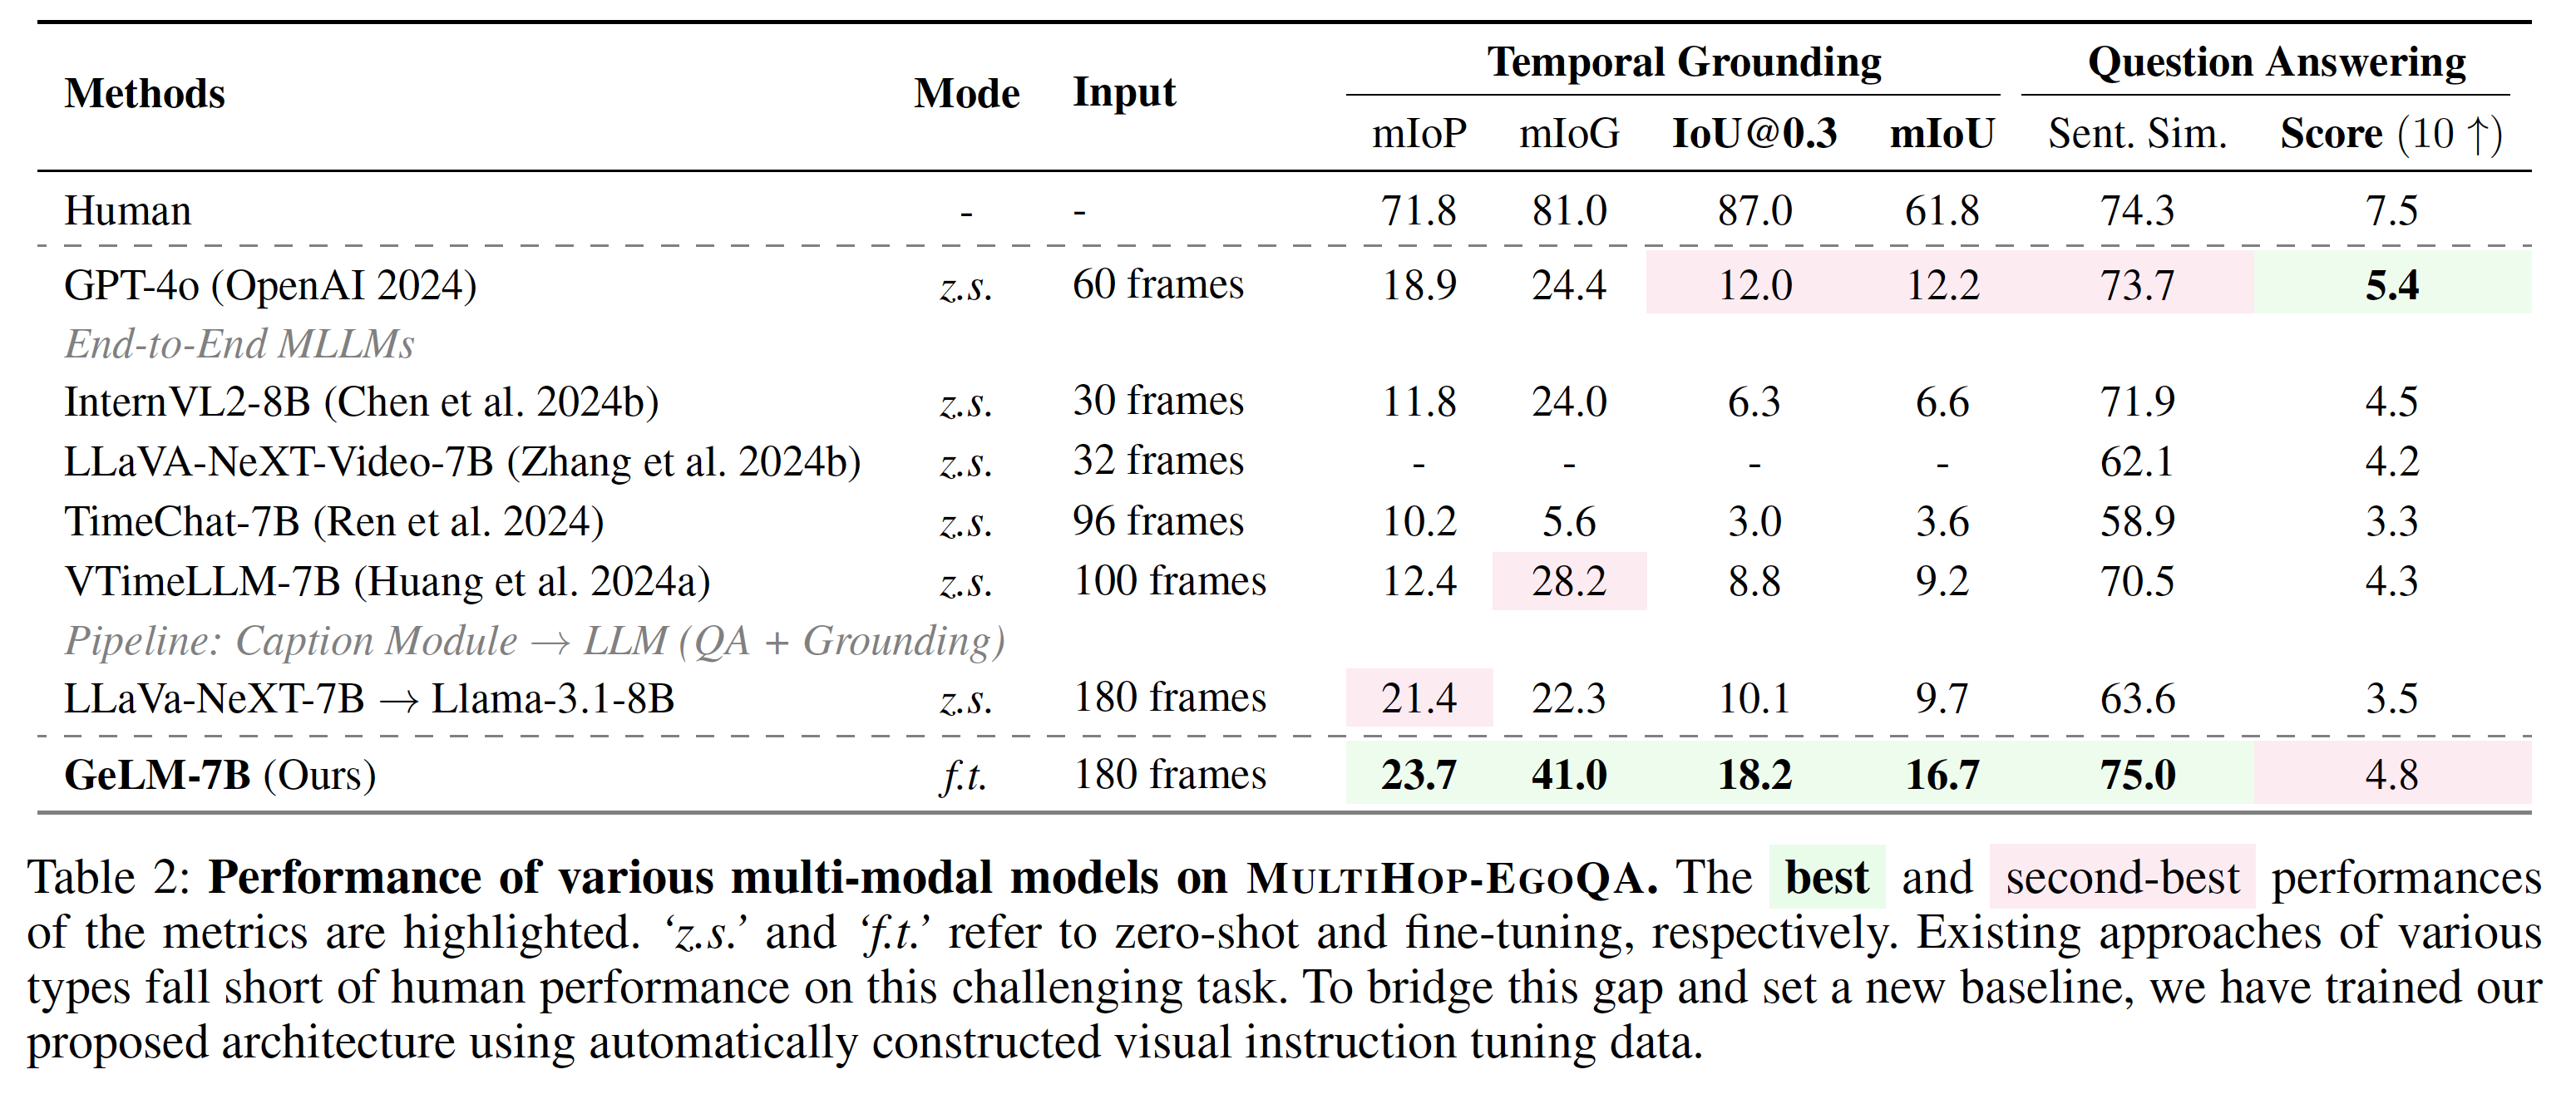 Methods Mode Input Temporal Grounding Question Answering
mIoP mIoG IoU@0.3 mIoU Sent. Sim. Score (10 ↑)
Human - - 71.8 81.0 87.0 61.8 74.3 7.5
GPT-4o (OpenAI 2024) z.s. 60 frames 18.9 24.4 12.0 12.2 73.7 5.4
End-to-End MLLMs
InternVL2-8B (Chen et al. 2024b) z.s. 30 frames 11.8 24.0 6.3 6.6 71.9 4.5
LLaVA-NeXT-Video-7B (Zhang et al. 2024b) z.s. 32 frames - - - - 62.1 4.2
TimeChat-7B (Ren et al. 2024) z.s. 96 frames 10.2 5.6 3.0 3.6 58.9 3.3
VTimeLLM-7B (Huang et al. 2024a) z.s. 100 frames 12.4 28.2 8.8 9.2 70.5 4.3
Pipeline: Caption Module → LLM (QA + Grounding)
LLaVa-NeXT-7B → Llama-3.1-8B z.s. 180 frames 21.4 22.3 10.1 9.7 63.6 3.5
GeLM-7B (Ours) f.t. 180 frames 23.7 41.0 18.2 16.7 75.0 4.8
Table 2: Performance of various multi-modal models on MULTIHOP-EGOQA. The best and second-best performances
of the metrics are highlighted. ‘z.s.’ and ‘f.t.’ refer to zero-shot and fine-tuning, respectively. Existing approaches of various
types fall short of human performance on this challenging task. To bridge this gap and set a new baseline, we have trained our
proposed architecture using automatically constructed visual instruction tuning data.